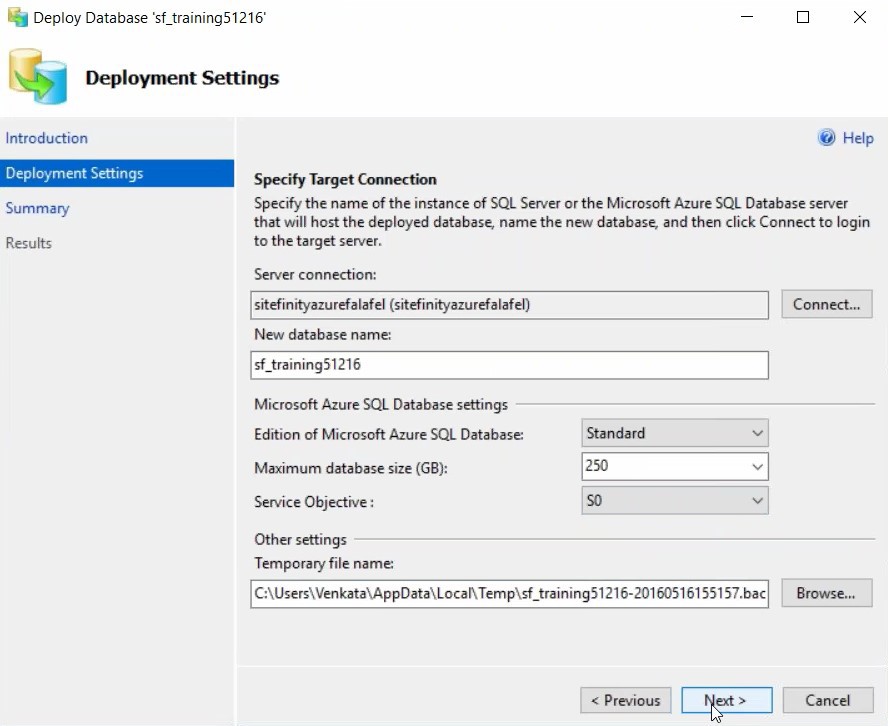 Deploy Database 'sf_training51216'
Deployment Settings
Introduction
Deployment Settings
Summary
Results
Help
Specify Target Connection
Specify the name of the instance of SQL Server or the Microsoft Azure SQL Database server
that will host the deployed database, name the new database, and then click Connect to login
to the target server.
Server connection:
sitefinityazurefalafel (sitefinityazurefalafel)
Connect...
New database name:
sf_training51216
Microsoft Azure SQL Database settings
Edition of Microsoft Azure SQL Database:
Standard
Maximum database size (GB):
250
Service Objective :
S0
Other settings
Temporary file name:
C:\Users\Venkata\AppData\Local\Temp\sf_training51216-20160516155157.bac
Browse...
< Previous
Next >
Cancel